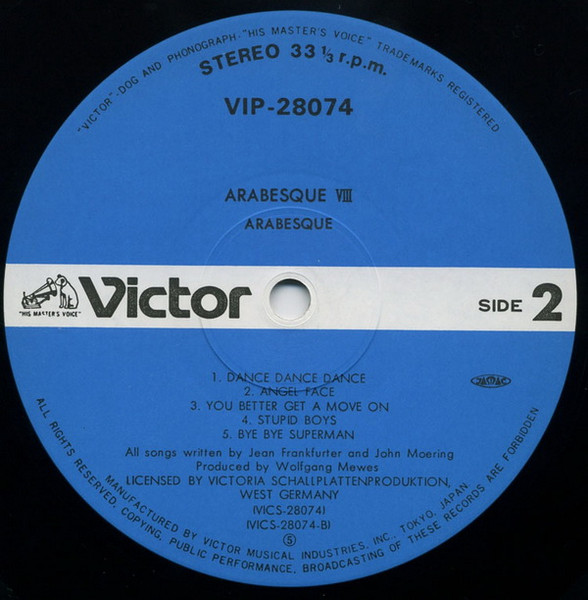 "VICTOR"-DOG AND PHONOGRAPH-"HIS MASTER'S VOICE" TRADEMARKS REGISTERED
STEREO 33 1/3 r.p.m.
VIP-28074
ARABESQUE VIII
ARABESQUE
"HIS MASTER'S VOICE"
Victor
SIDE 2
1. DANCE DANCE DANCE
2. ANGEL FACE
3. YOU BETTER GET A MOVE ON
4. STUPID BOYS
5. BYE BYE SUPERMAN
JASRAC
All songs written by Jean Frankfurter and John Moering
Produced by Wolfgang Mewes
LICENSED BY VICTORIA SCHALLPLATTENPRODUKTION,
WEST GERMANY
(VICS-28074)
(VICS-28074-B)
Ⓢ
MANUFACTURED BY VICTOR MUSICAL INDUSTRIES, INC., TOKYO, JAPAN
ALL RIGHTS RESERVED. COPYING, PUBLIC PERFORMANCE, BROADCASTING OF THESE RECORDS ARE FORBIDDEN